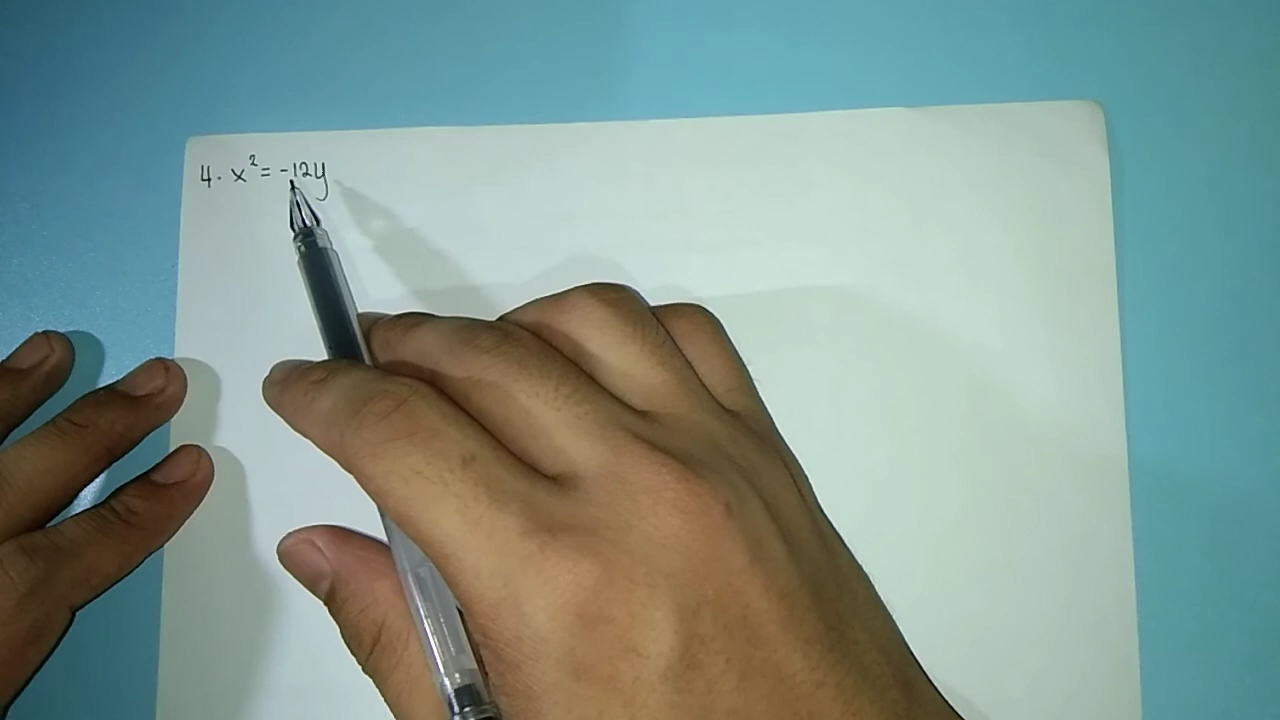 4. x² = -12y